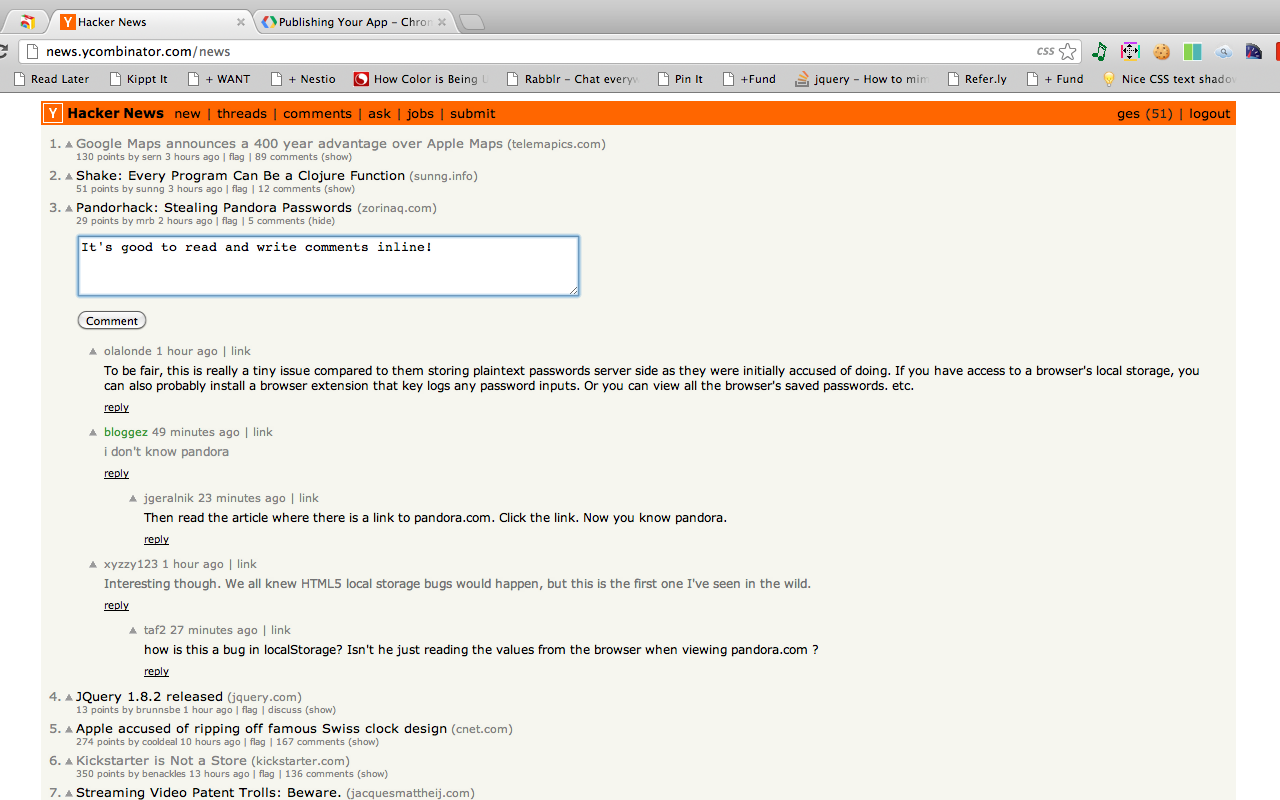 Hacker News
Publishing Your App – Chron
news.ycombinator.com/news
CSS
Read Later
Kippt It
+ WANT
+ Nestio
How Color is Being U
Rabblr – Chat everyw
Pin It
+Fund
jquery – How to mim
Refer.ly
+ Fund
Nice CSS text shadow
Y Hacker News new | threads | comments | ask | jobs | submit
ges (51) | logout
1. Google Maps announces a 400 year advantage over Apple Maps (telemapics.com)
130 points by sern 3 hours ago | flag | 89 comments (show)
2. Shake: Every Program Can Be a Clojure Function (sunng.info)
51 points by sunng 3 hours ago | flag | 12 comments (show)
3. Pandorhack: Stealing Pandora Passwords (zorinaq.com)
29 points by mrb 2 hours ago | flag | 5 comments (hide)
It's good to read and write comments inline!
Comment
olalonde 1 hour ago | link
To be fair, this is really a tiny issue compared to them storing plaintext passwords server side as they were initially accused of doing. If you have access to a browser's local storage, you
can also probably install a browser extension that key logs any password inputs. Or you can view all the browser's saved passwords. etc.
reply
bloggez 49 minutes ago | link
i don't know pandora
reply
jgeralnik 23 minutes ago | link
Then read the article where there is a link to pandora.com. Click the link. Now you know pandora.
reply
xyzzy123 1 hour ago | link
Interesting though. We all knew HTML5 local storage bugs would happen, but this is the first one I've seen in the wild.
reply
taf2 27 minutes ago | link
how is this a bug in localStorage? Isn't he just reading the values from the browser when viewing pandora.com ?
reply
4. JQuery 1.8.2 released (jquery.com)
13 points by brunnsbe 1 hour ago | flag | discuss (show)
5. Apple accused of ripping off famous Swiss clock design (cnet.com)
274 points by cooldeal 10 hours ago | flag | 167 comments (show)
6. Kickstarter is Not a Store (kickstarter.com)
350 points by benackles 13 hours ago | flag | 136 comments (show)
7. Streaming Video Patent Trolls: Beware. (jacquesmattheij.com)